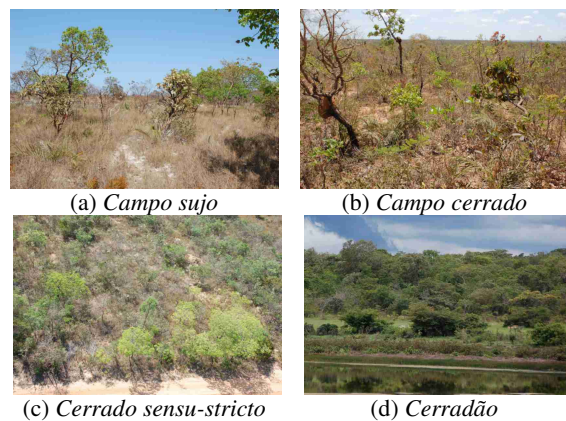 (a) Campo sujo
(b) Campo cerrado
(c) Cerrado sensu-stricto
(d) Cerradão